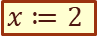 x := 2